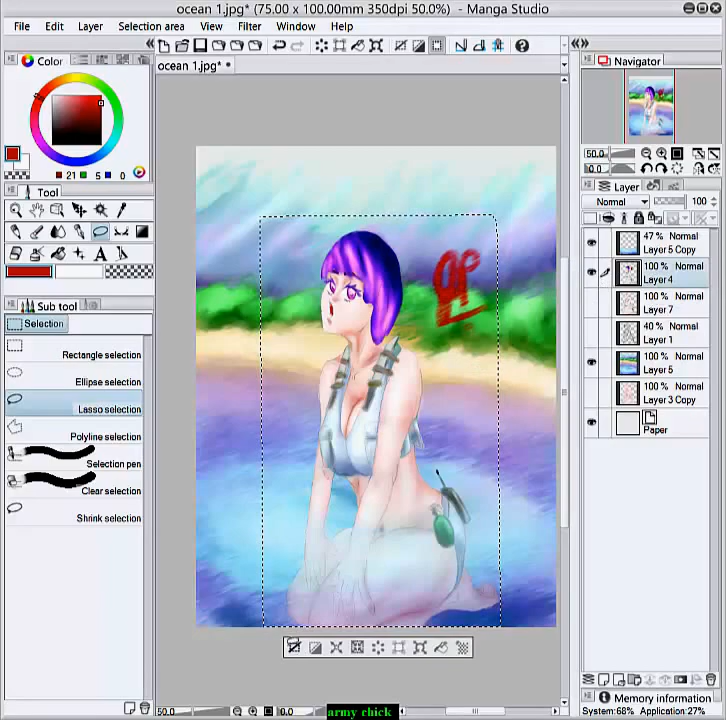 ocean 1.jpg* (75.00 x 100.00mm 350dpi 50.0%) - Manga Studio
File Edit Layer Selection area View Filter Window Help
Color
ocean 1.jpg*
Navigator
21 5 0
50.0
0.0
Tool
Layer
Normal 100
47 % Normal
Layer 5 Copy
100 % Normal
Layer 4
100 % Normal
Layer 7
40 % Normal
Layer 1
100 % Normal
Layer 5
100 % Normal
Layer 3 Copy
Paper
Sub tool
Selection
Rectangle selection
Ellipse selection
Lasso selection
Polyline selection
Selection pen
Clear selection
Shrink selection
50.0 0.0
army chick
Memory information
System:68% Application:27%